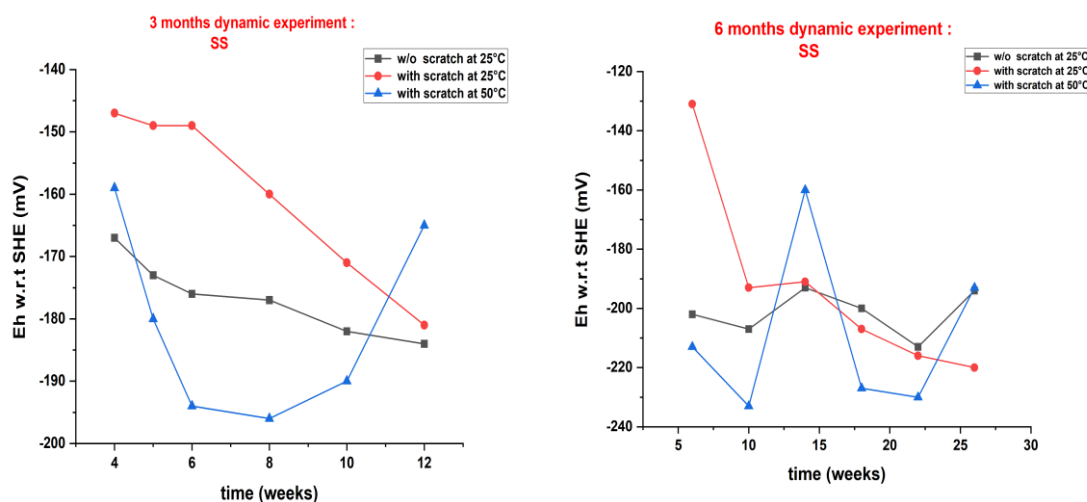 3 months dynamic experiment :
SS
w/o scratch at 25°C
with scratch at 25°C
with scratch at 50°C
-140
-150
-160
-170
-180
-190
-200
Eh w.r.t SHE (mV)
4
6
8
10
12
time (weeks)
6 months dynamic experiment :
SS
w/o scratch at 25°C
with scratch at 25°C
with scratch at 50°C
-120
-140
-160
-180
-200
-220
-240
Eh w.r.t SHE (mV)
5
10
15
20
25
30
time (weeks)